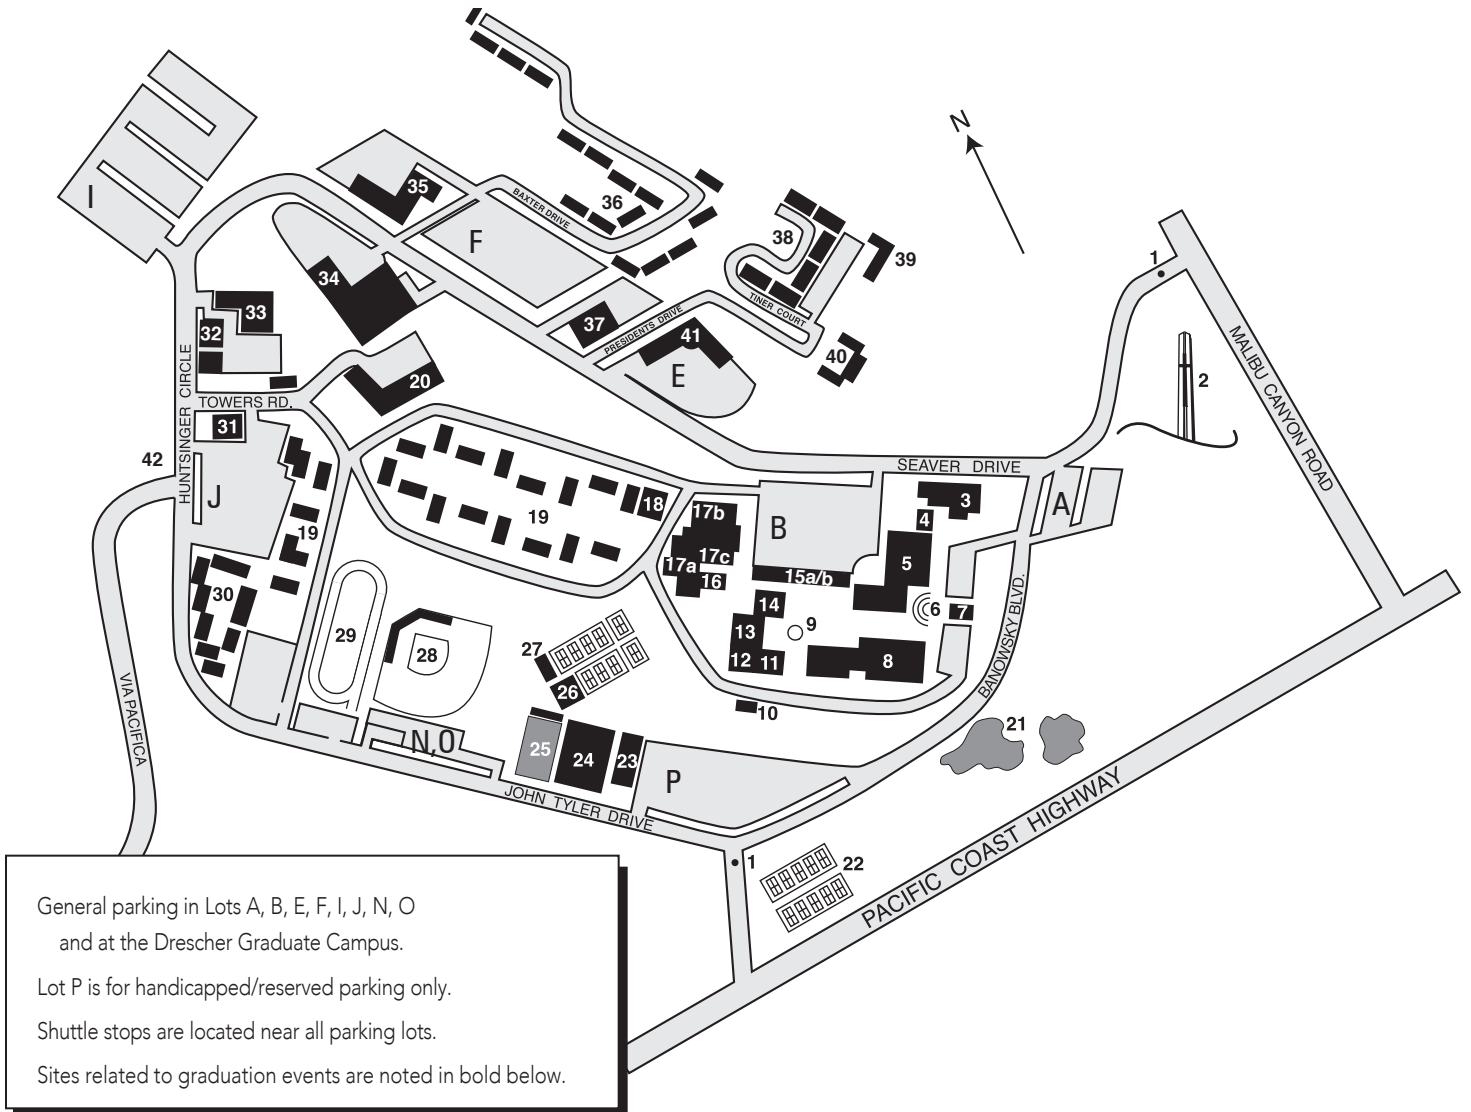 N
I
35
BAXTER DRIVE
36
F
38
39
1
34
33
32
37
PRESIDENTS DRIVE
41
TINER COURT
40
E
20
2
MALIBU CANYON ROAD
HUNTSINGER CIRCLE
TOWERS RD.
31
42
J
SEAVER DRIVE
A
3
4
18
17b
B
19
19
5
17c
17a
16
15a/b
30
14
6
7
9
29
13
28
27
12
11
8
BANOWSKY BLVD.
26
10
VIA PACIFICA
N,O
25
24
23
P
21
JOHN TYLER DRIVE
1
22
PACIFIC COAST HIGHWAY
General parking in Lots A, B, E, F, I, J, N, O
and at the Drescher Graduate Campus.
Lot P is for handicapped/reserved parking only.
Shuttle stops are located near all parking lots.
Sites related to graduation events are noted in bold below.